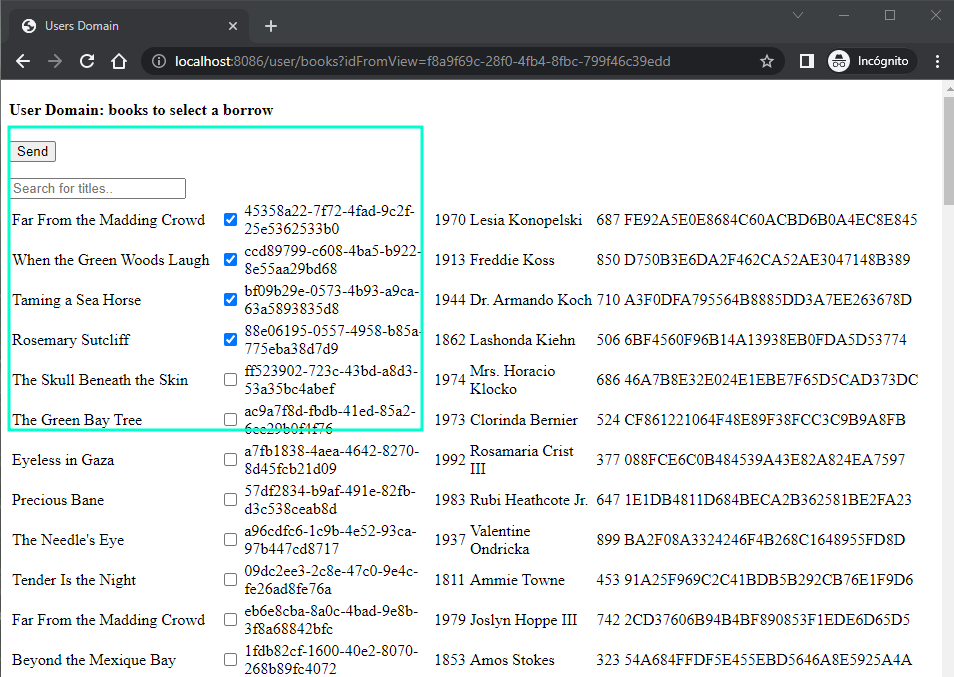 Users Domain
localhost:8086/user/books?idFromView=f8a9f69c-28f0-4fb4-8fbc-799f46c39edd
Incógnito
User Domain: books to select a borrow
Send
Search for titles..
Far From the Madding Crowd 45358a22-7f72-4fad-9c2f-25e5362533b0 1970 Lesia Konopelski 687 FE92A5E0E8684C60ACBD6B0A4EC8E845
When the Green Woods Laugh ccd89799-c608-4ba5-b922-8e55aa29bd68 1913 Freddie Koss 850 D750B3E6DA2F462CA52AE3047148B389
Taming a Sea Horse bf09b29e-0573-4b93-a9ca-63a5893835d8 1944 Dr. Armando Koch 710 A3F0DFA795564B8885DD3A7EE263678D
Rosemary Sutcliff 88e06195-0557-4958-b85a-775eba38d7d9 1862 Lashonda Kiehn 506 6BF4560F96B14A13938EB0FDA5D53774
The Skull Beneath the Skin ff523902-723c-43bd-a8d3-53a35bc4abef 1974 Mrs. Horacio Klocko 686 46A7B8E32E024E1EBE7F65D5CAD373DC
The Green Bay Tree ac9a7f8d-fbdb-41ed-85a2-6cc29b0f4f76 1973 Clorinda Bernier 524 CF861221064F48E89F38FCC3C9B9A8FB
Eyeless in Gaza a7fb1838-4aea-4642-8270-8d45fcb21d09 1992 Rosamaria Crist III 377 088FCE6C0B484539A43E82A824EA7597
Precious Bane 57df2834-b9af-491e-82fb-d3c538ceab8d 1983 Rubi Heathcote Jr. 647 1E1DB4811D684BECA2B362581BE2FA23
The Needle's Eye a96cdfc6-1c9b-4e52-93ca-97b447cd8717 1937 Valentine Ondricka 899 BA2F08A3324246F4B268C1648955FD8D
Tender Is the Night 09dc2ee3-2c8e-47c0-9e4c-fe26ad8fe76a 1811 Ammie Towne 453 91A25F969C2C41BDB5B292CB76E1F9D6
Far From the Madding Crowd eb6e8cba-8a0c-4bad-9e8b-3f8a68842bfc 1979 Joslyn Hoppe III 742 2CD37606B94B4BF890853F1EDE6D65D5
Beyond the Mexique Bay 1fdb82cf-1600-40e2-8070-268b89fc4072 1853 Amos Stokes 323 54A684FFDF5E455EBD5646A8E5925A4A